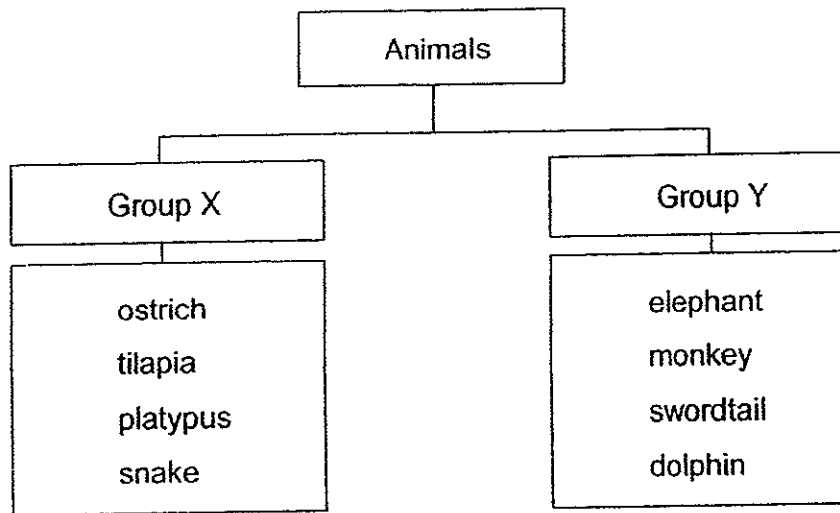 Animals
Group X
Group Y
ostrich
tilapia
platypus
snake
elephant
monkey
swordtail
dolphin